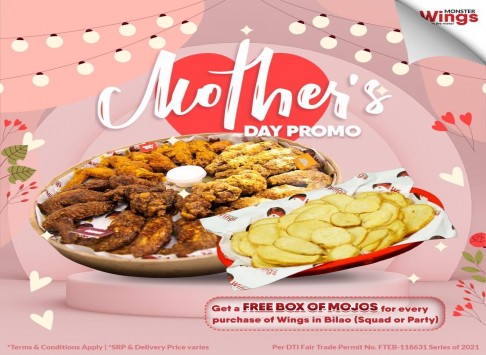 MONSTER
Wings
Mother's
DAY PROMO
Get a FREE BOX OF MOJOS for every
purchase of Wings in Bilao (Squad or Party)
*Terms & Conditions Apply | *SRP & Delivery Price varies
Per DTI Fair Trade Permit No. FTEB-118631 Series of 2021